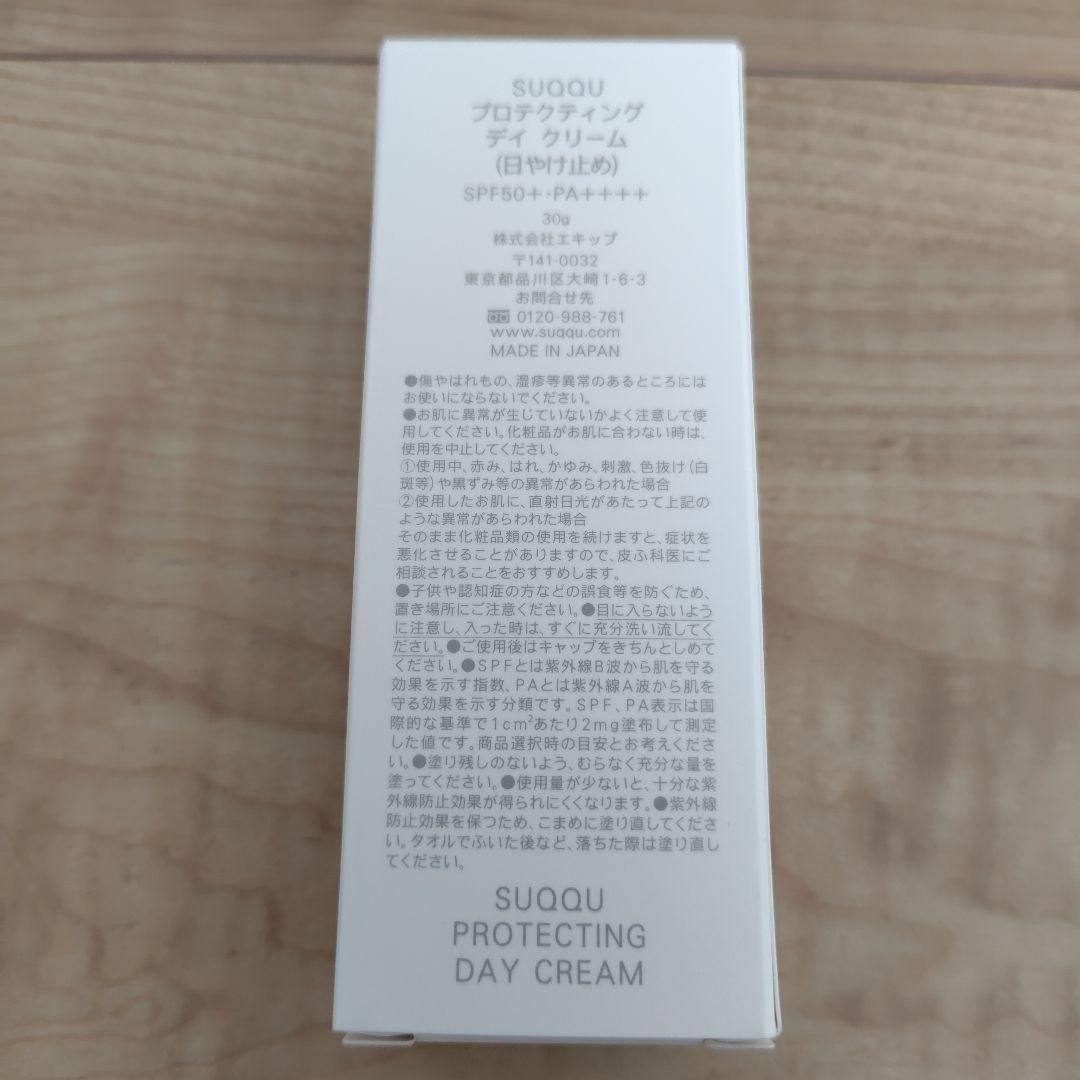 SUQQU
プロテクティング
デイ クリーム
(日やけ止め)
SPF50+・PA++++
30g
株式会社エキップ
〒141-0032
東京都品川区大崎1-6-3
お問合せ先
0120-988-761
www.suqqu.com
MADE IN JAPAN
●傷やはれもの、湿疹等異常のあるところには
お使いにならないでください。
●お肌に異常が生じていないかよく注意して使
用してください。化粧品がお肌に合わない時は、
使用を中止してください。
①使用中、赤み、はれ、かゆみ、刺激、色抜け(白
斑等)や黒ずみ等の異常があらわれた場合
②使用したお肌に、直射日光があたって上記の
ような異常があらわれた場合
そのまま化粧品類の使用を続けますと、症状を
悪化させることがありますので、皮ふ科医にご
相談されることをおすすめします。
●子供や認知症の方などの誤食等を防ぐため、
置き場所にご注意ください。●目に入らないよう
に注意し、入った時は、すぐに充分洗い流してく
ださい。●ご使用後はキャップをきちんとしめて
ください。●SPFとは紫外線B波から肌を守る
効果を示す指数、PAとは紫外線A波から肌を
守る効果を示す分類です。SPF、PA表示は国
際的な基準で1cm²あたり2mg塗布して測定
した値です。商品選択時の目安とお考えくださ
い。●塗り残しのないよう、むらなく充分な量を
塗ってください。●使用量が少ないと、十分な紫
外線防止効果が得られにくくなります。●紫外線
防止効果を保つため、こまめに塗り直してくださ
い。タオルでふいた後など、落ちた際は塗り直し
てください。
SUQQU
PROTECTING
DAY CREAM